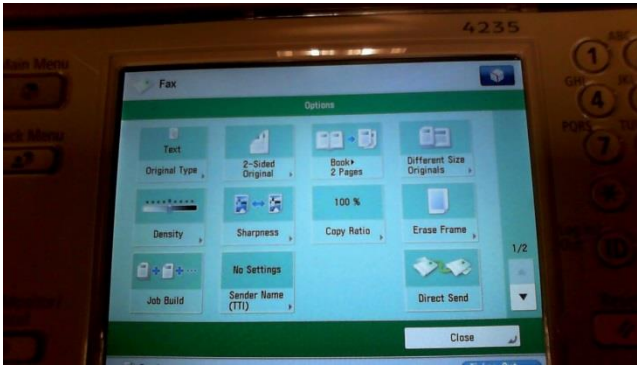 4235
Main Menu
Fax
Options
Text
Original Type
2-Sided
Original
Book▸
2 Pages
Different Size
Originals
Density
Sharpness
100 %
Copy Ratio
Erase Frame
1/2
Job Build
No Settings
Sender Name
(TTI)
Direct Send
Close
ABC
1
GHI
4
PQRS
7
ID